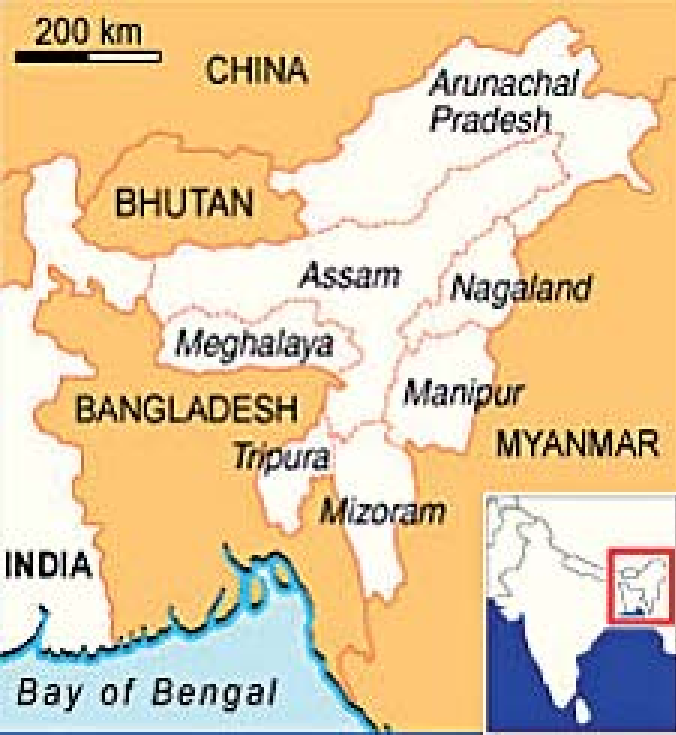 200 km
CHINA
Arunachal
Pradesh
BHUTAN
Assam
Nagaland
Meghalaya
Manipur
BANGLADESH
MYANMAR
Tripura
Mizoram
INDIA
Bay of Bengal